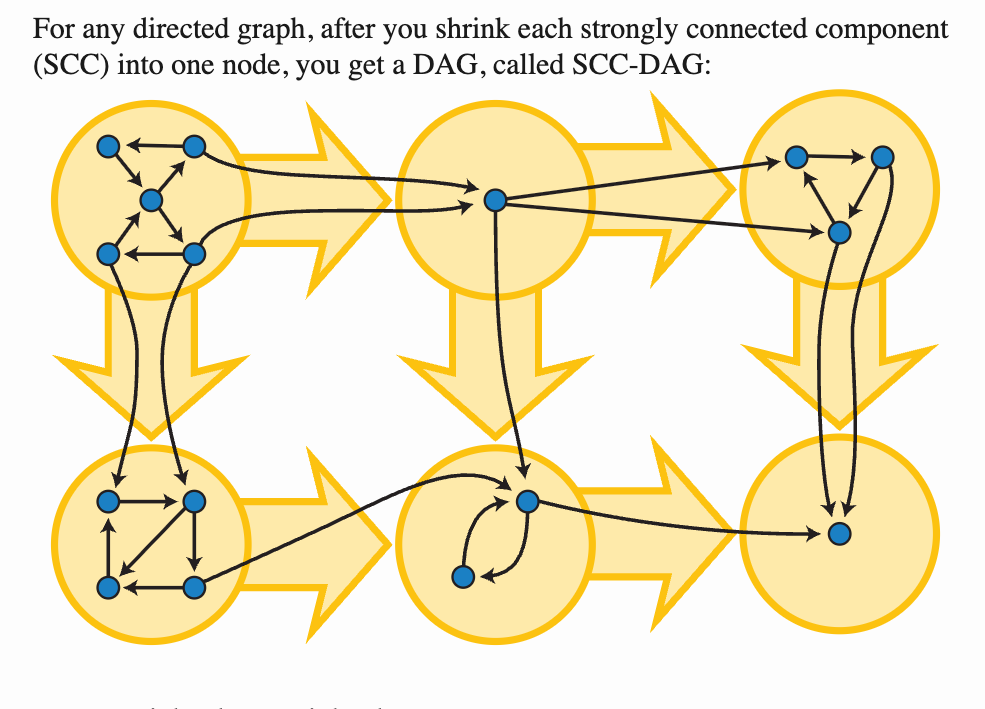 For any directed graph, after you shrink each strongly connected component
(SCC) into one node, you get a DAG, called SCC-DAG: